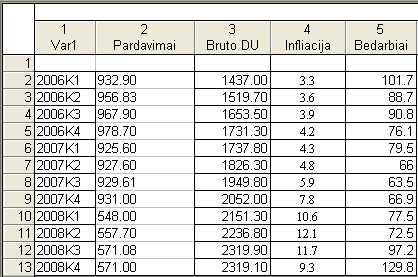 1 2 3 4 5
Var1 Pardavimai Bruto DU Infliacija Bedarbiai
1
2 2006K1 932.90 1437.00 3.3 101.7
3 2006K2 956.83 1519.70 3.6 88.7
4 2006K3 967.90 1653.50 3.9 90.8
5 2006K4 978.70 1731.30 4.2 76.1
6 2007K1 925.60 1737.80 4.3 79.5
7 2007K2 927.60 1826.30 4.8 66
8 2007K3 929.61 1949.80 5.9 63.5
9 2007K4 931.00 2052.00 7.8 66.9
10 2008K1 548.00 2151.30 10.6 77.5
11 2008K2 557.70 2236.80 12.1 72.5
12 2008K3 571.08 2319.90 11.7 97.2
13 2008K4 571.00 2319.10 9.3 129.8